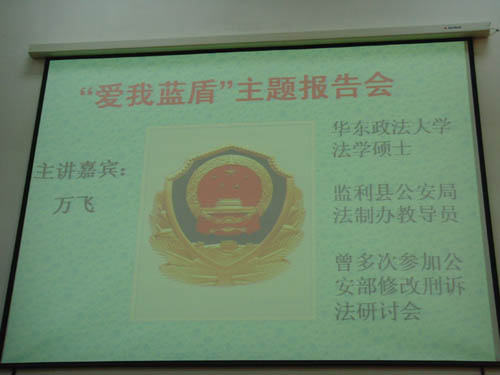 “爱我蓝盾”主题报告会
主讲嘉宾：
万飞
华东政法大学
法学硕士
监利县公安局
法制办教导员
曾多次参加公
安部修改刑诉
法研讨会